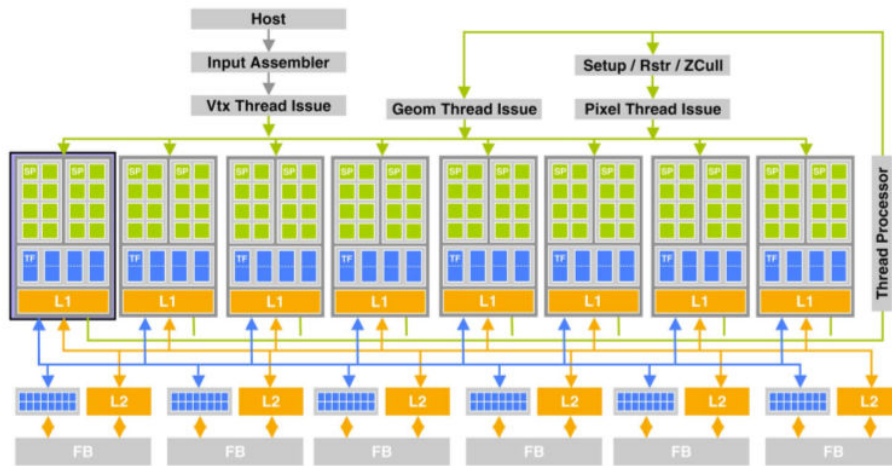 Host
Input Assembler
Setup / Rstr / ZCull
Vtx Thread Issue
Geom Thread Issue
Pixel Thread Issue
SP SP SP SP SP SP SP SP SP SP SP SP SP SP SP SP
Thread Processor
TF TF TF TF TF TF TF TF
L1 L1 L1 L1 L1 L1 L1 L1
L2 L2 L2 L2 L2 L2
FB FB FB FB FB FB